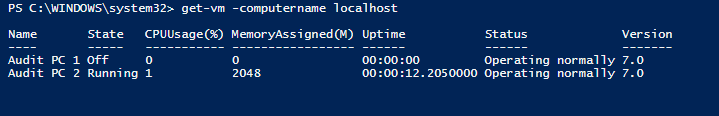 PS C:\WINDOWS\system32> get-vm -computername localhost
Name State CPUUsage(%) MemoryAssigned(M) Uptime Status Version
---- ----- ----------- ----------------- ------ ------ -------
Audit PC 1 Off 0 0 00:00:00 Operating normally 7.0
Audit PC 2 Running 1 2048 00:00:12.2050000 Operating normally 7.0